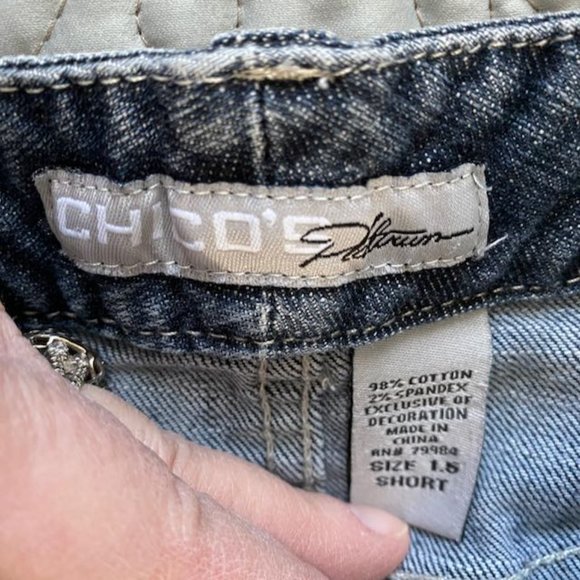 CHICO'S Platinum
98% COTTON
2% SPANDEX
EXCLUSIVE OF
DECORATION
MADE IN
CHINA
RN# 79984
SIZE 1.5
SHORT